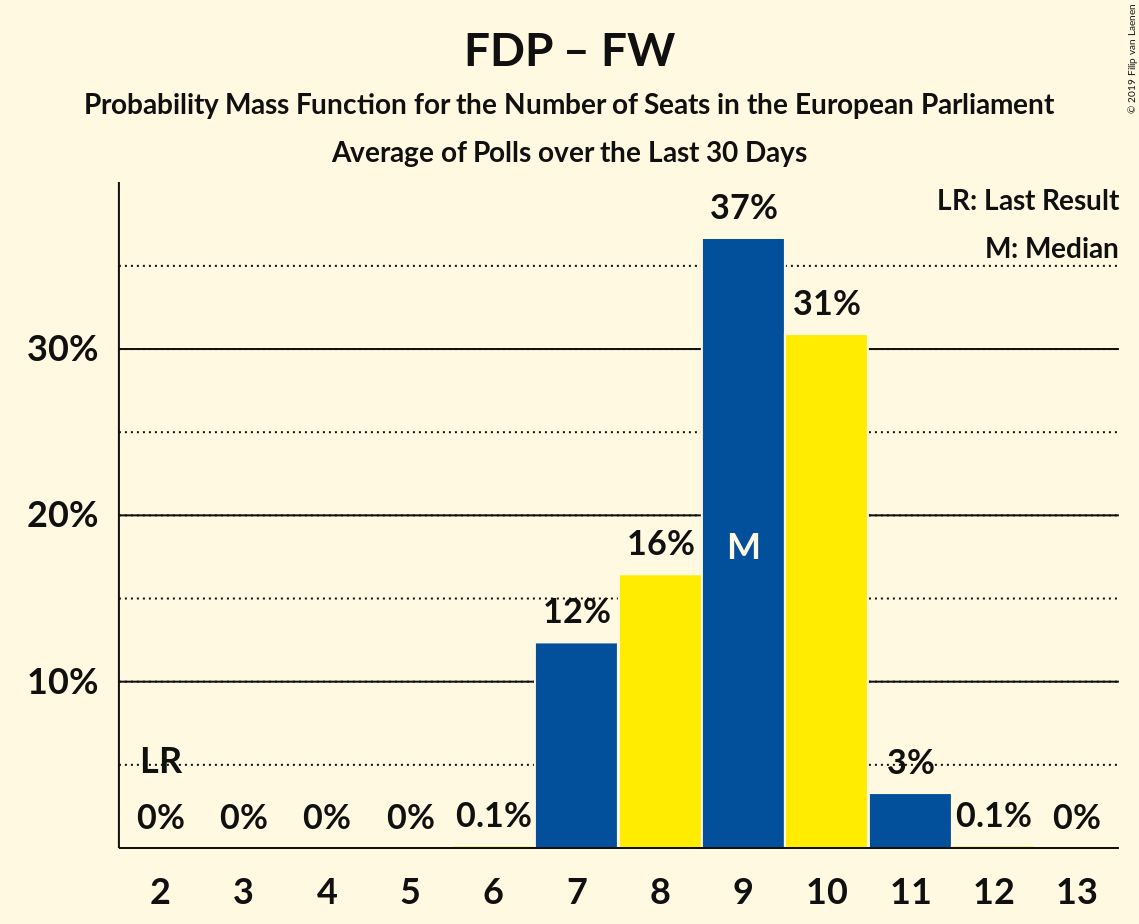 FDP – FW
Probability Mass Function for the Number of Seats in the European Parliament
Average of Polls over the Last 30 Days
© 2019 Filip van Laenen
LR: Last Result
M: Median
37%
31%
30%
20%
16%
M
12%
10%
LR
3%
0% 0% 0% 0% 0.1% 0.1% 0%
2 3 4 5 6 7 8 9 10 11 12 13